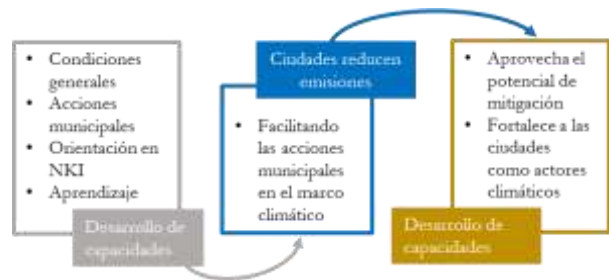 • Condiciones
generales
• Acciones
municipales
• Orientación en
NKI
• Aprendizaje
Desarrollo de
capacidades
Ciudades reducen
emisiones
• Facilitando
las acciones
municipales
en el marco
climático
• Aprovecha el
potencial de
mitigación
• Fortalece a las
ciudades
como actores
climáticos
Desarrollo de
capacidades